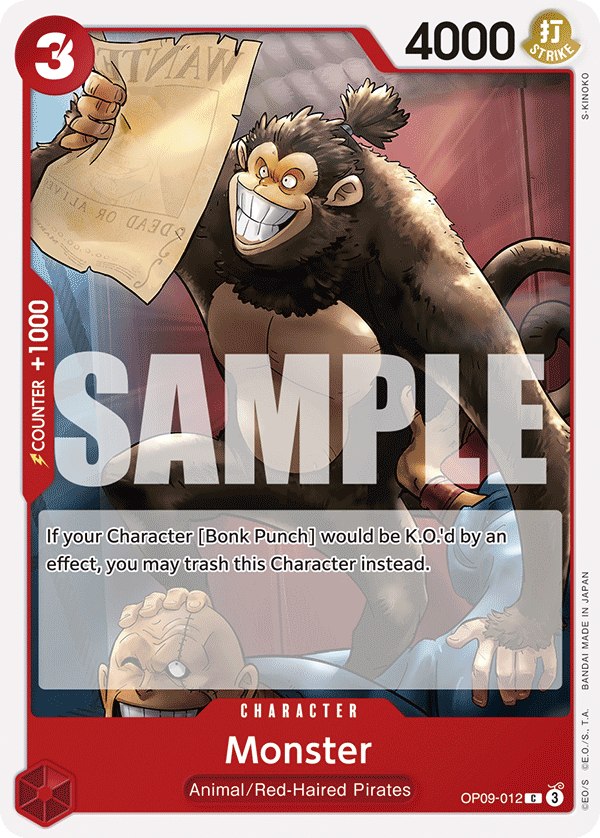 3
4000
打
STRIKE
S-KINOKO
WANTED
DEAD OR ALIVE
COUNTER +1000
SAMPLE
If your Character [Bonk Punch] would be K.O.'d by an
effect, you may trash this Character instead.
CHARACTER
Monster
Animal/Red-Haired Pirates
OP09-012 C 3
©EO/S ©E.O./S., T.A. BANDAI MADE IN JAPAN